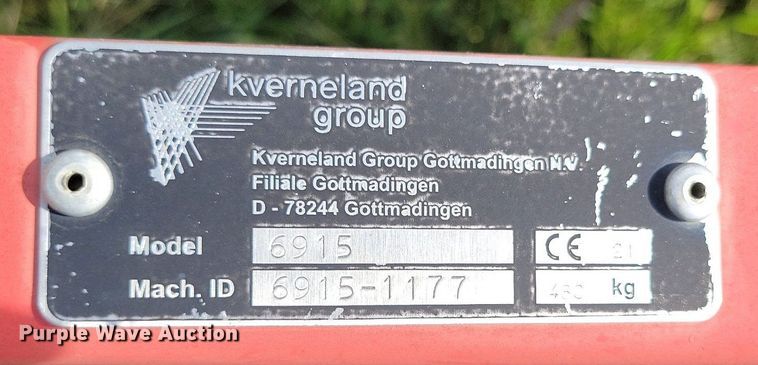 kverneland
group
Kverneland Group Gottmadingen N.V.
Filiale Gottmadingen
D - 78244 Gottmadingen
Model 6915 CE
Mach. ID 6915-1177 kg
Purple Wave Auction